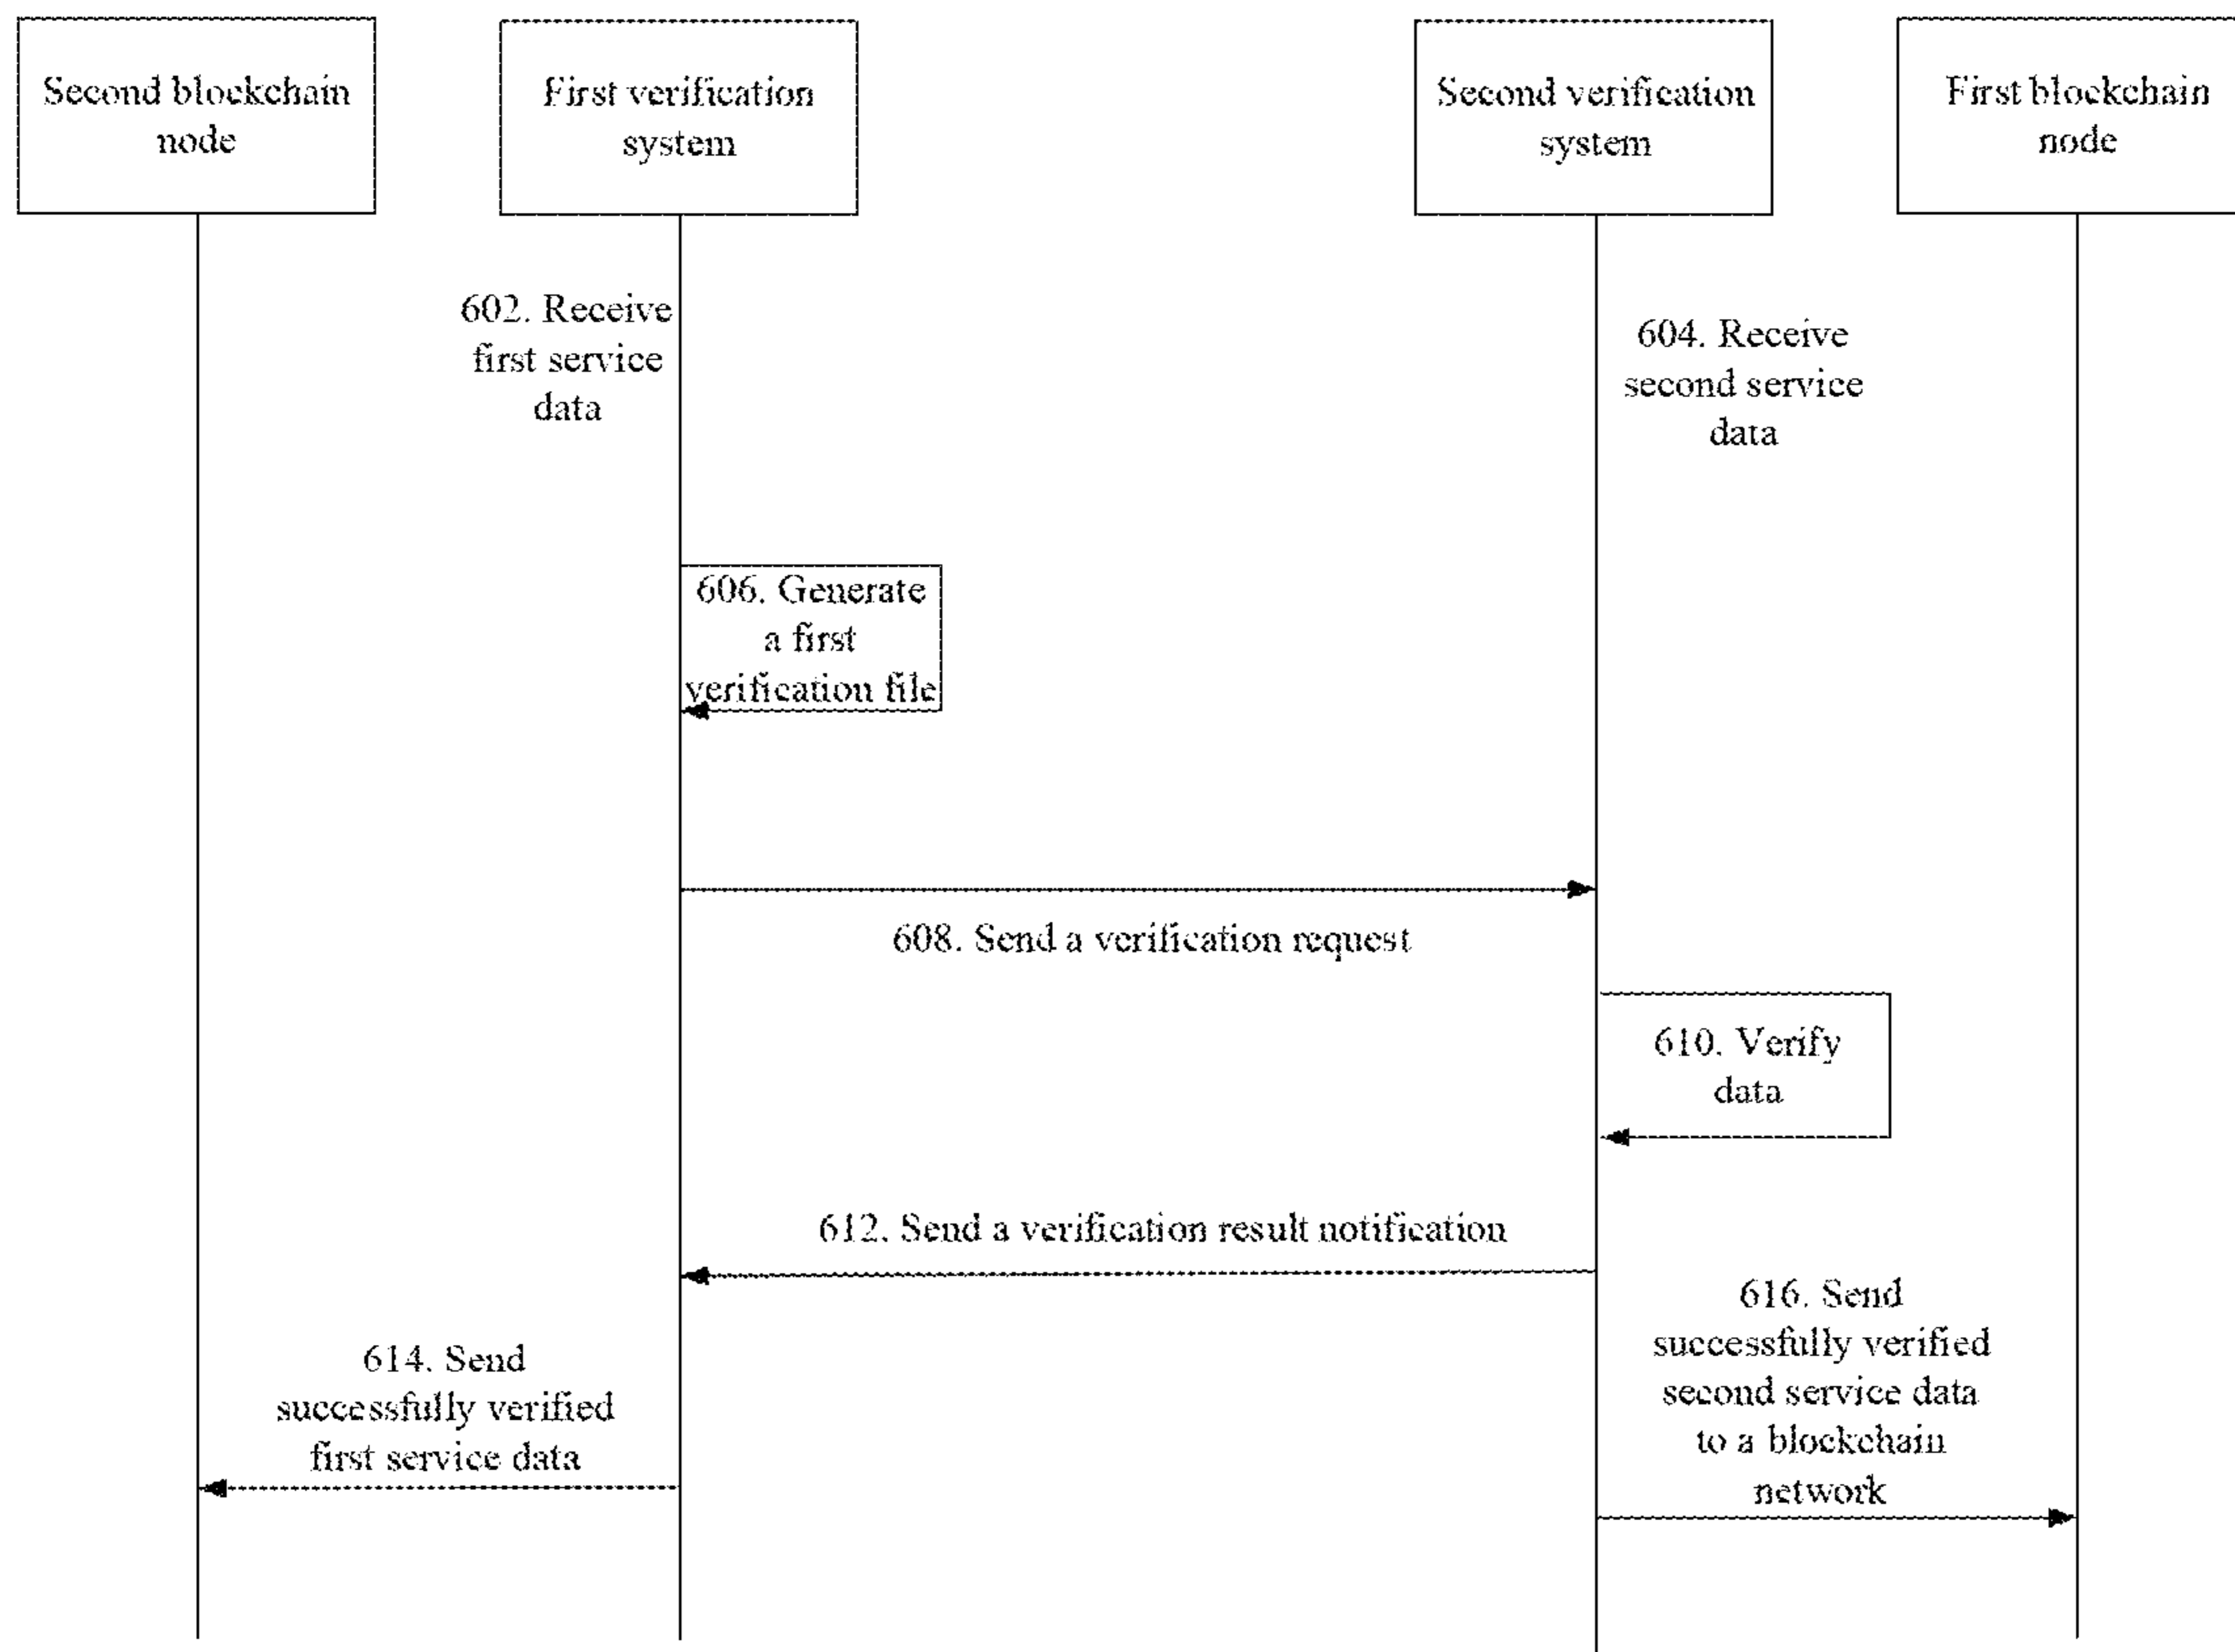 Second blockchain
node
First verification
system
Second verification
system
First blockchain
node
602. Receive
first service
data
604. Receive
second service
data
606. Generate
a first
verification file
608. Send a verification request
610. Verify
data
612. Send a verification result notification
614. Send
successfully verified
first service data
616. Send
successfully verified
second service data
to a blockchain
network